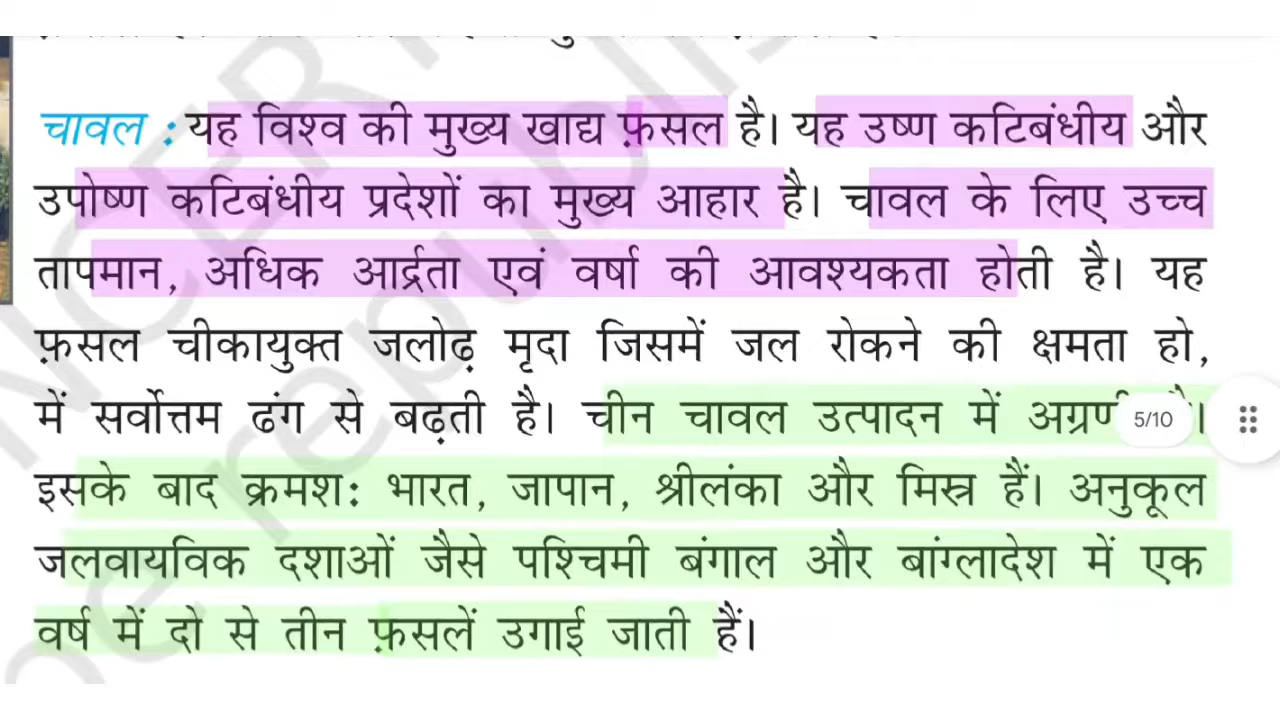 चावल : यह विश्व की मुख्य खाद्य फ़सल है। यह उष्ण कटिबंधीय और
उपोष्ण कटिबंधीय प्रदेशों का मुख्य आहार है। चावल के लिए उच्च
तापमान, अधिक आर्द्रता एवं वर्षा की आवश्यकता होती है। यह
फ़सल चीकायुक्त जलोढ़ मृदा जिसमें जल रोकने की क्षमता हो,
में सर्वोत्तम ढंग से बढ़ती है। चीन चावल उत्पादन में 5/10
इसके बाद क्रमशः भारत, जापान, श्रीलंका और मिस्र हैं। अनुकूल
जलवायविक दशाओं जैसे पश्चिमी बंगाल और बांग्लादेश में एक
वर्ष में दो से तीन फ़सलें उगाई जाती हैं।